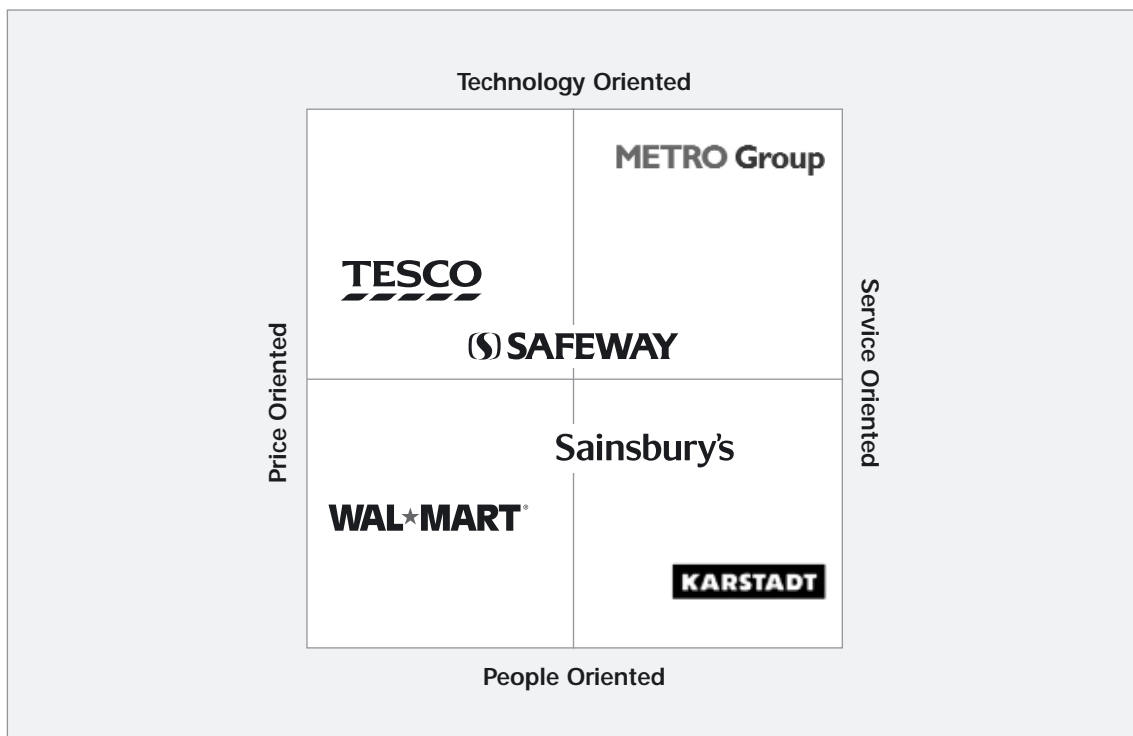 Technology Oriented
METRO Group
TESCO
SAFEWAY
Price Oriented
Service Oriented
Sainsbury's
WAL★MART®
KARSTADT
People Oriented